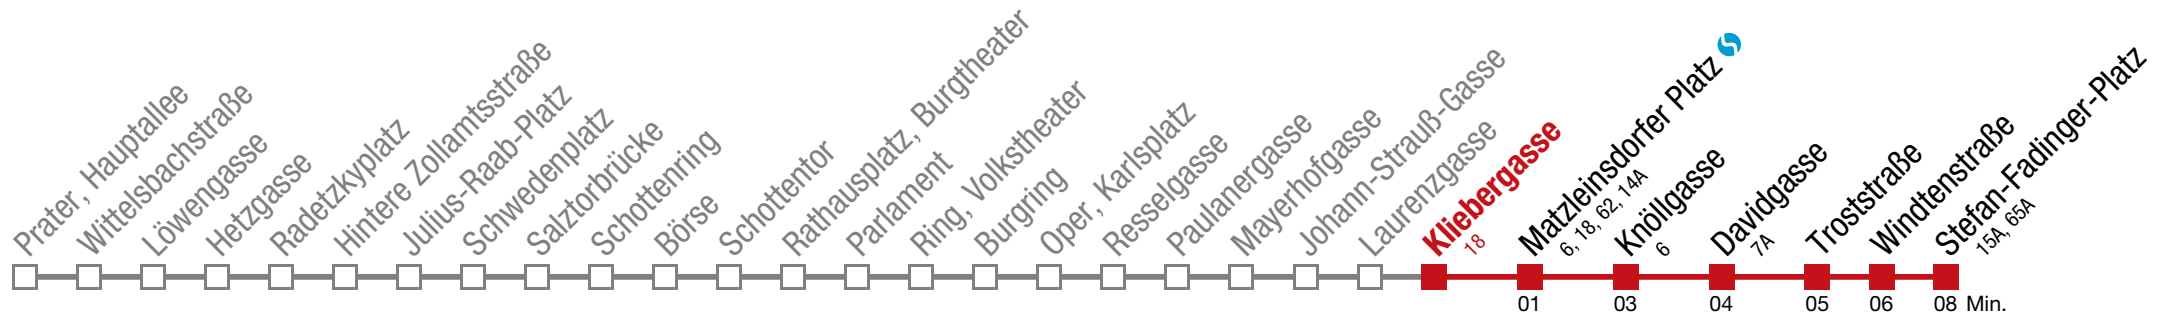 Prater, Hauptallee
Wittelsbachstraße
Löwengasse
Hetzgasse
Radetzkyplatz
Hintere Zollamtsstraße
Julius-Raab-Platz
Schwedenplatz
Salztorbrücke
Schottenring
Börse
Schottentor
Rathausplatz, Burgtheater
Parlament
Ring, Volkstheater
Burgring
Oper, Karlsplatz
Resselgasse
Paulanergasse
Mayerhofgasse
Johann-Strauß-Gasse
Laurenzgasse
Kliebergasse
18
Matzleinsdorfer Platz
6, 18, 62, 14A
Knöllgasse
6
Davidgasse
7A
Troststraße
Windtenstraße
Stefan-Fadinger-Platz
15A, 65A
01 03 04 05 06 08 Min.